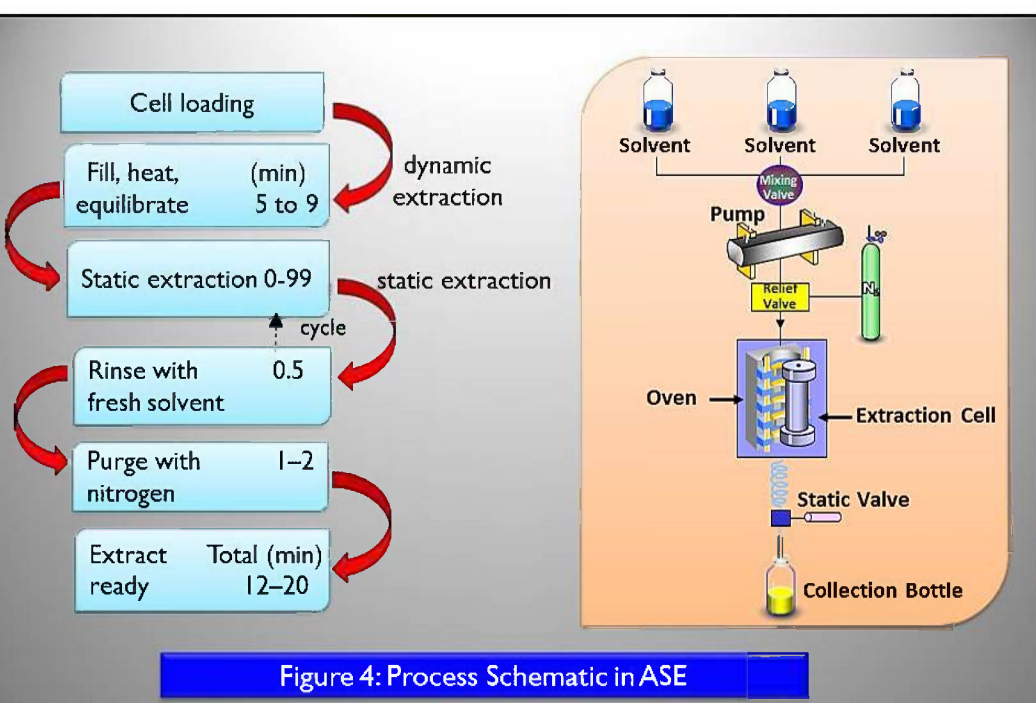 Cell loading
dynamic
extraction
Fill, heat, (min)
equilibrate 5 to 9
Static extraction 0-99
static extraction
cycle
Rinse with 0.5
fresh solvent
Purge with 1–2
nitrogen
Extract Total (min)
ready 12–20
Solvent Solvent Solvent
Mixing
Valve
Pump
Relief
Valve
Oven
Extraction Cell
Static Valve
Collection Bottle
Figure 4: Process Schematic in ASE